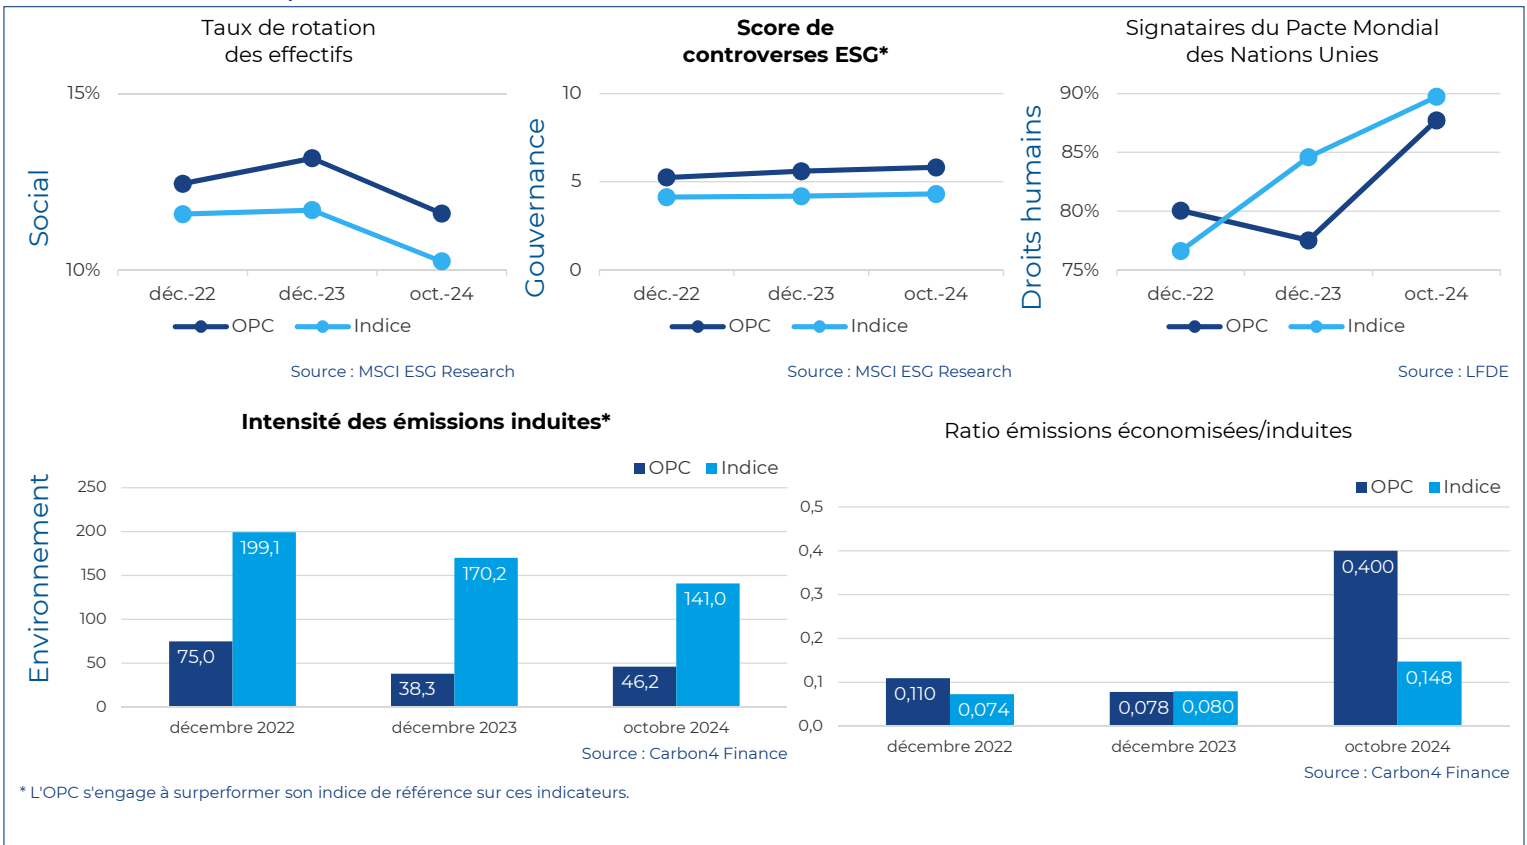 Taux de rotation
des effectifs
15%
10%
Social
déc.-22 déc.-23 oct.-24
OPC Indice
Source : MSCI ESG Research
Score de
controverses ESG*
10
5
0
Gouvernance
déc.-22 déc.-23 oct.-24
OPC Indice
Source : MSCI ESG Research
Signataires du Pacte Mondial
des Nations Unies
90%
85%
80%
75%
Droits humains
déc.-22 déc.-23 oct.-24
OPC Indice
Source : LFDE
Intensité des émissions induites*
OPC Indice
Environnement
250
200
150
100
50
0
199,1
170,2
141,0
75,0
38,3
46,2
décembre 2022 décembre 2023 octobre 2024
Source : Carbon4 Finance
Ratio émissions économisées/induites
OPC Indice
0,5
0,4
0,3
0,2
0,1
0,0
0,110
0,074
0,078
0,080
0,400
0,148
décembre 2022 décembre 2023 octobre 2024
Source : Carbon4 Finance
* L'OPC s'engage à surperformer son indice de référence sur ces indicateurs.